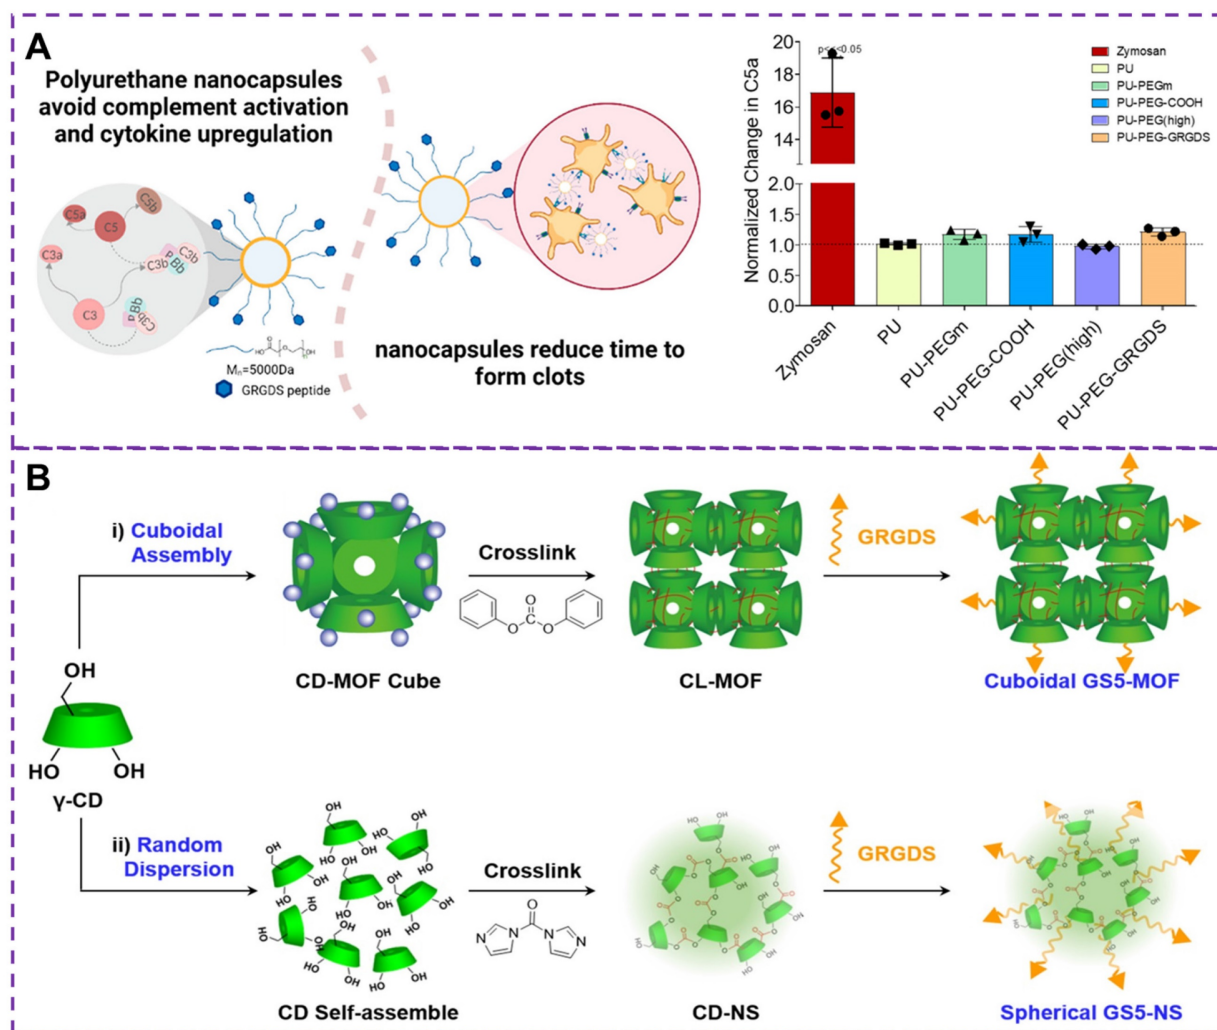 A
Polyurethane nanocapsules
avoid complement activation
and cytokine upregulation
C5a
C5
C5b
C3a
C3b
C3b
Bb
P
C3
Bb
P
C3b
HO
O
O
OH
Mn=5000Da
GRGDS peptide
nanocapsules reduce time to
form clots
Normalized Change in C5a
20
18
16
14
2.0
1.5
1.0
0.5
0.0
p<<<0.05
Zymosan
PU
PU-PEGm
PU-PEG-COOH
PU-PEG(high)
PU-PEG-GRGDS
Zymosan
PU
PU-PEGm
PU-PEG-COOH
PU-PEG(high)
PU-PEG-GRGDS
B
i) Cuboidal
Assembly
Crosslink
O
O
O
GRGDS
CD-MOF Cube
CL-MOF
Cuboidal GS5-MOF
OH
HO
OH
γ-CD
ii) Random
Dispersion
Crosslink
O
N
N
N
N
GRGDS
CD Self-assemble
CD-NS
Spherical GS5-NS